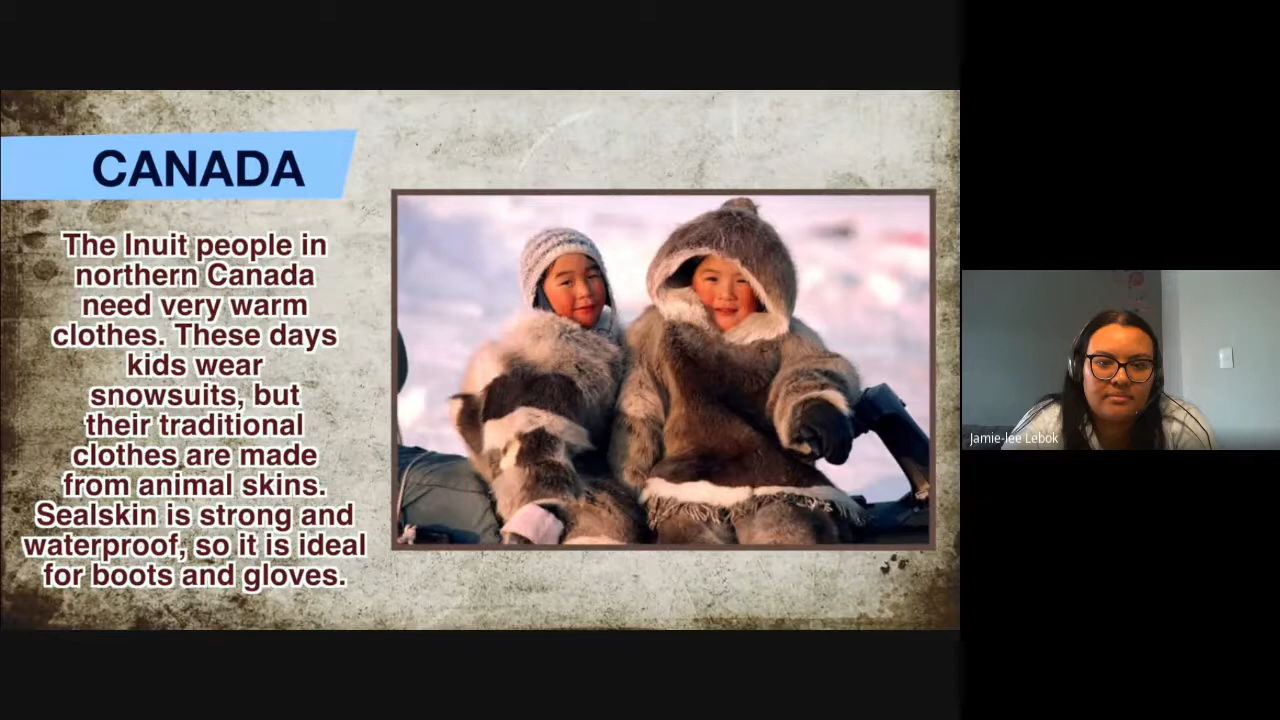 CANADA
The Inuit people in
northern Canada
need very warm
clothes. These days
kids wear
snowsuits, but
their traditional
clothes are made
from animal skins.
Sealskin is strong and
waterproof, so it is ideal
for boots and gloves.
Jamie-lee Lebok